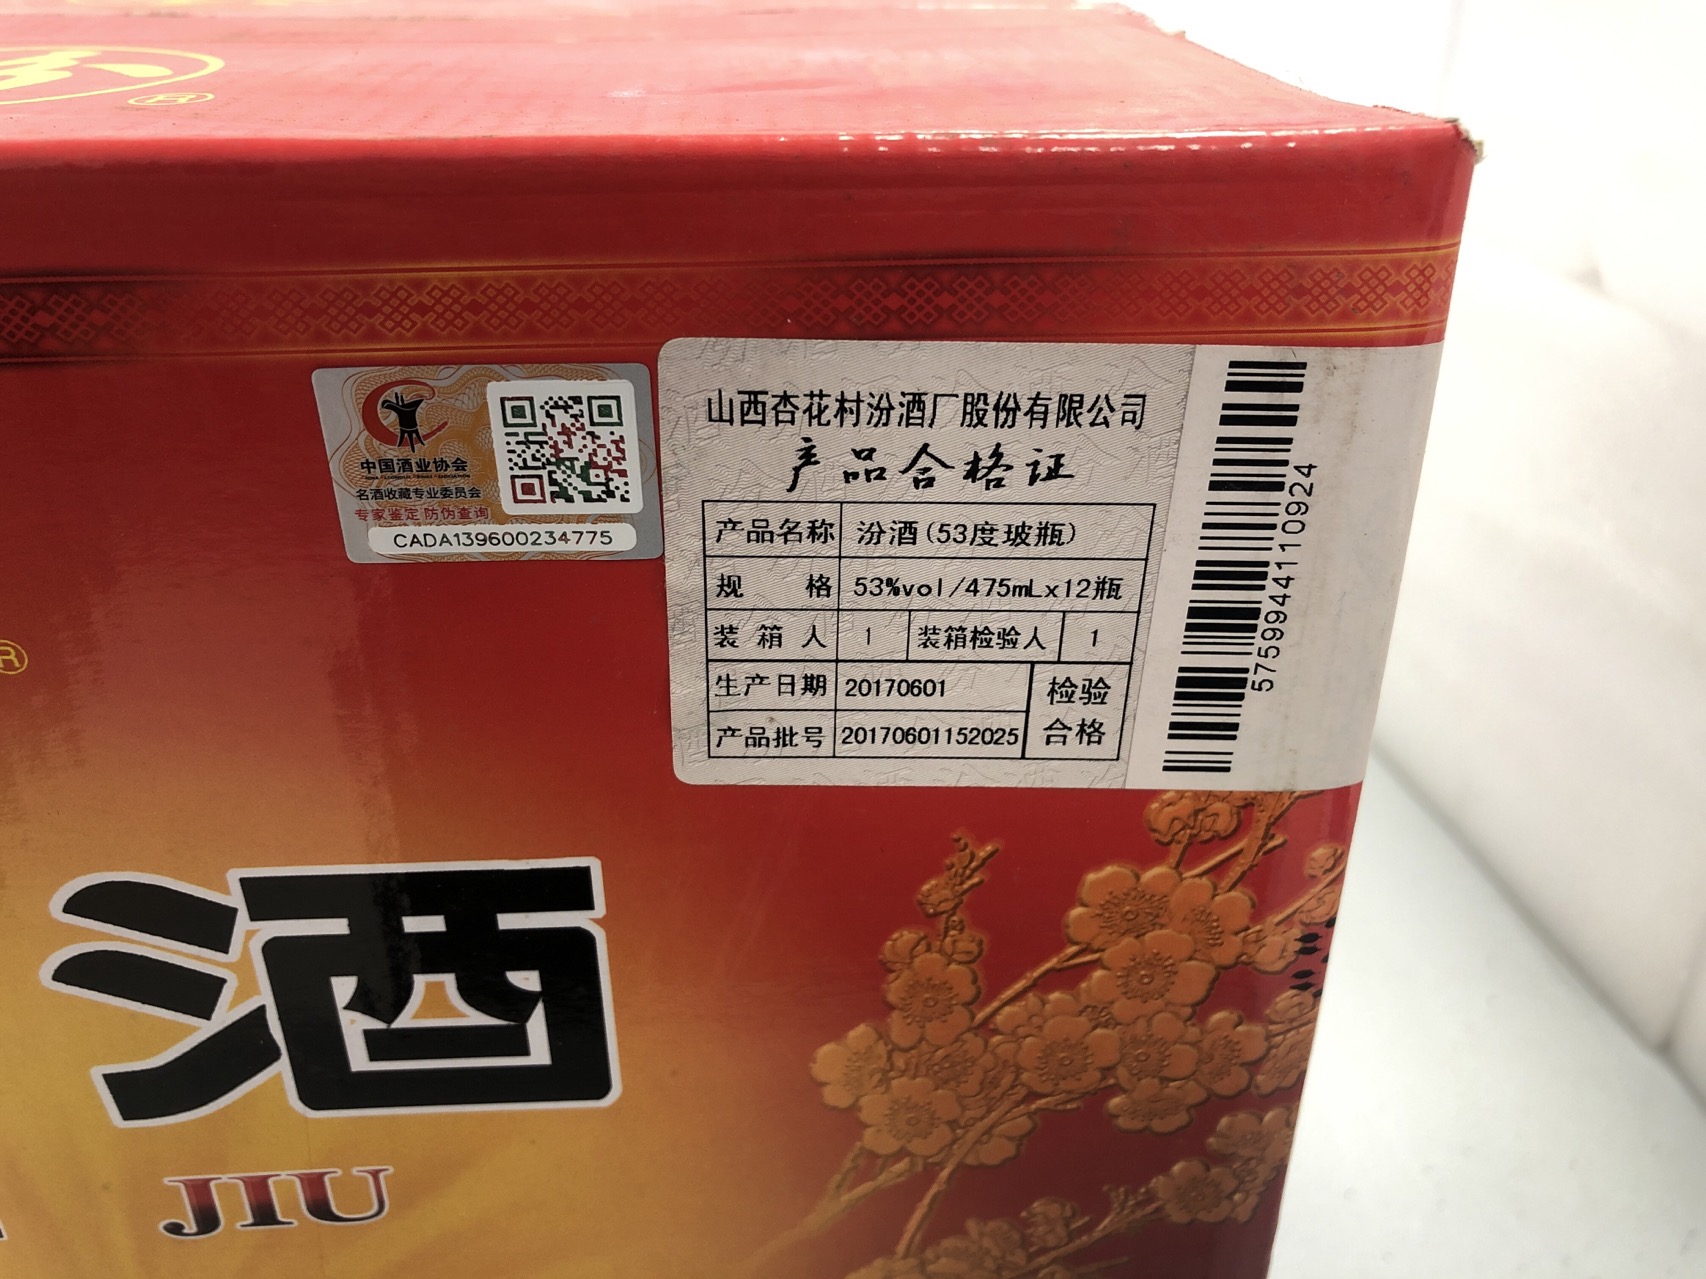 ®
中国酒业协会
名酒收藏专业委员会
专家鉴定 防伪查询
CADA139600234775
山西杏花村汾酒厂股份有限公司
产品合格证
产品名称 汾酒(53度玻瓶)
规 格 53%vol/475mLx12瓶
装 箱 人 1 装箱检验人 1
生产日期 20170601
产品批号 20170601152025
检验
合格
5759944110924
®
酒
JIU